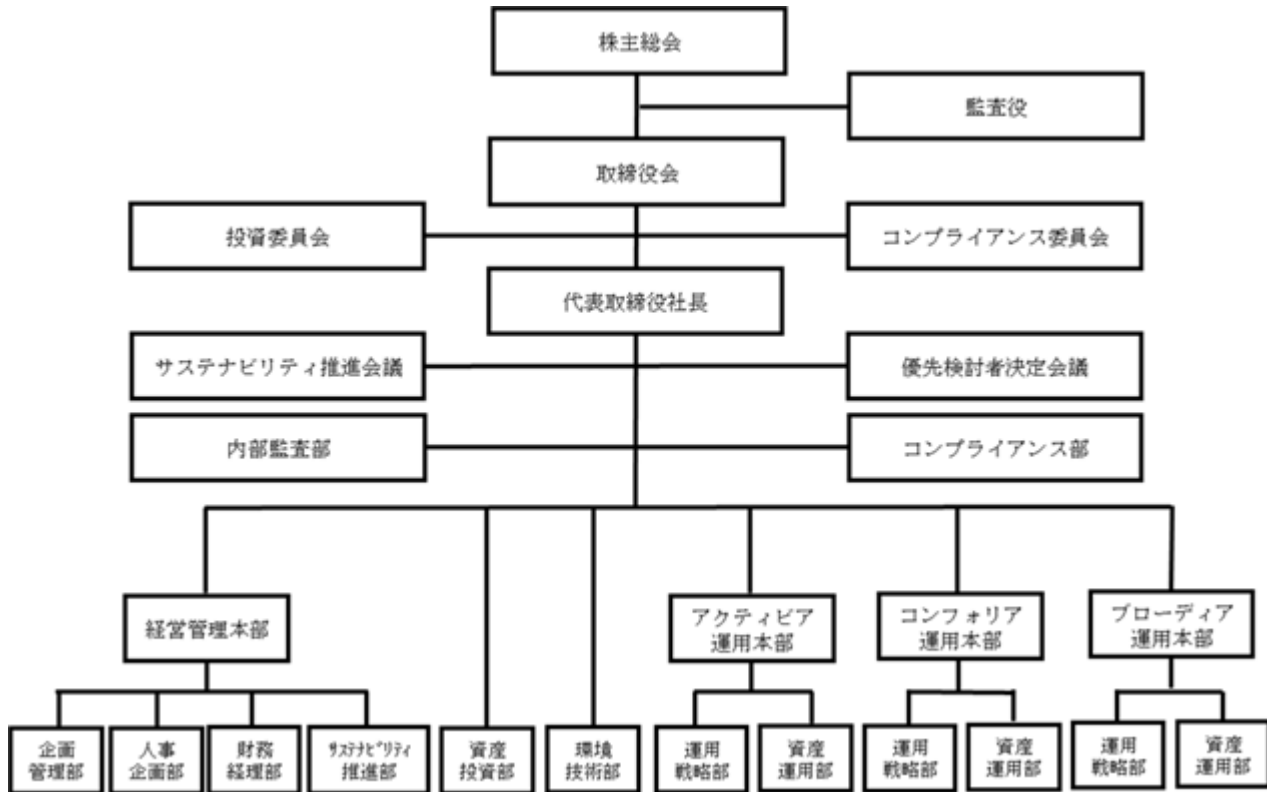 株主総会
監査役
取締役会
投資委員会
コンプライアンス委員会
代表取締役社長
サステナビリティ推進会議
優先検討者決定会議
内部監査部
コンプライアンス部
経営管理本部
アクティビア
運用本部
コンフォリア
運用本部
ブローディア
運用本部
企画
管理部
人事
企画部
財務
経理部
ｻｽﾃﾅﾋﾞﾘﾃｨ
推進部
資産
投資部
環境
技術部
運用
戦略部
資産
運用部
運用
戦略部
資産
運用部
運用
戦略部
資産
運用部